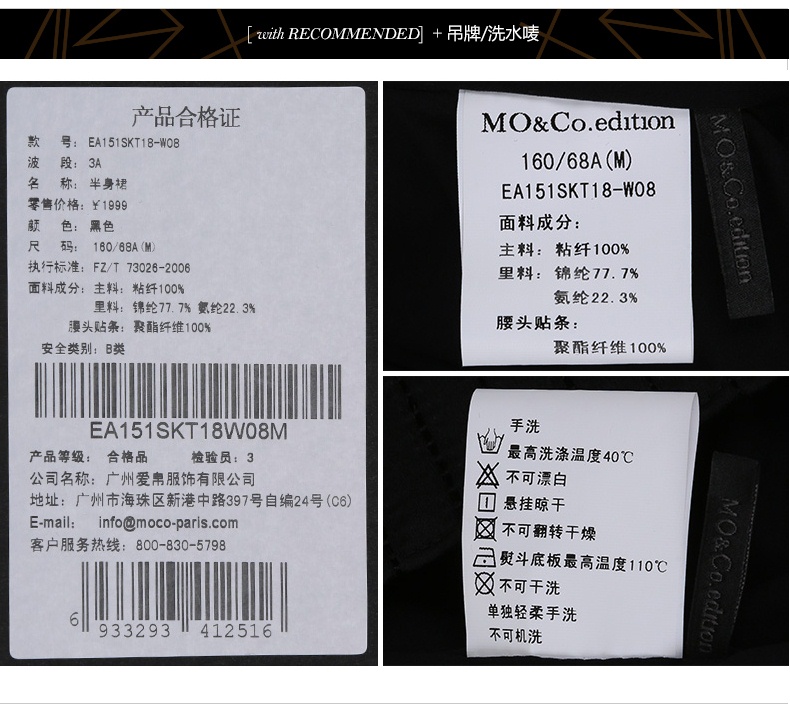 [ with RECOMMENDED] + 吊牌/洗水唛
产品合格证
款 号: EA151SKT18-W08
波 段: 3A
名 称: 半身裙
零售价格: ¥1999
颜 色: 黑色
尺 码: 160/68A(M)
执行标准: FZ/T 73026-2006
面料成分: 主料: 粘纤100%
里料: 锦纶77.7% 氨纶22.3%
腰头贴条: 聚酯纤维100%
安全类别: B类
EA151SKT18W08M
产品等级: 合格品 检验员: 3
公司名称: 广州爱帛服饰有限公司
地址: 广州市海珠区新港中路397号自编24号(C6)
E-mail: info@moco-paris.com
客户服务热线: 800-830-5798
6 933293 412516
MO&Co.edition
160/68A(M)
EA151SKT18-W08
面料成分:
主料: 粘纤100%
里料: 锦纶77.7%
氨纶22.3%
腰头贴条:
聚酯纤维100%
MO&Co.edition
手洗
最高洗涤温度40℃
不可漂白
悬挂晾干
不可翻转干燥
熨斗底板最高温度110℃
不可干洗
单独轻柔手洗
不可机洗
MO&Co.edition